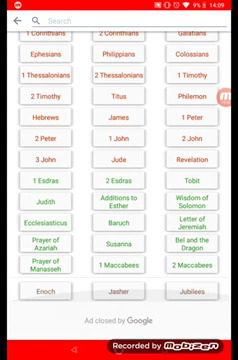 9% 14:09
Search
1 Corinthians 2 Corinthians Galatians
Ephesians Philippians Colossians
1 Thessalonians 2 Thessalonians 1 Timothy
2 Timothy Titus Philemon
Hebrews James 1 Peter
2 Peter 1 John 2 John
3 John Jude Revelation
1 Esdras 2 Esdras Tobit
Judith Additions to Esther Wisdom of Solomon
Ecclesiasticus Baruch Letter of Jeremiah
Prayer of Azariah Susanna Bel and the Dragon
Prayer of Manasseh 1 Maccabees 2 Maccabees
Enoch Jasher Jubilees
Ad closed by Google
Recorded by Mobizen